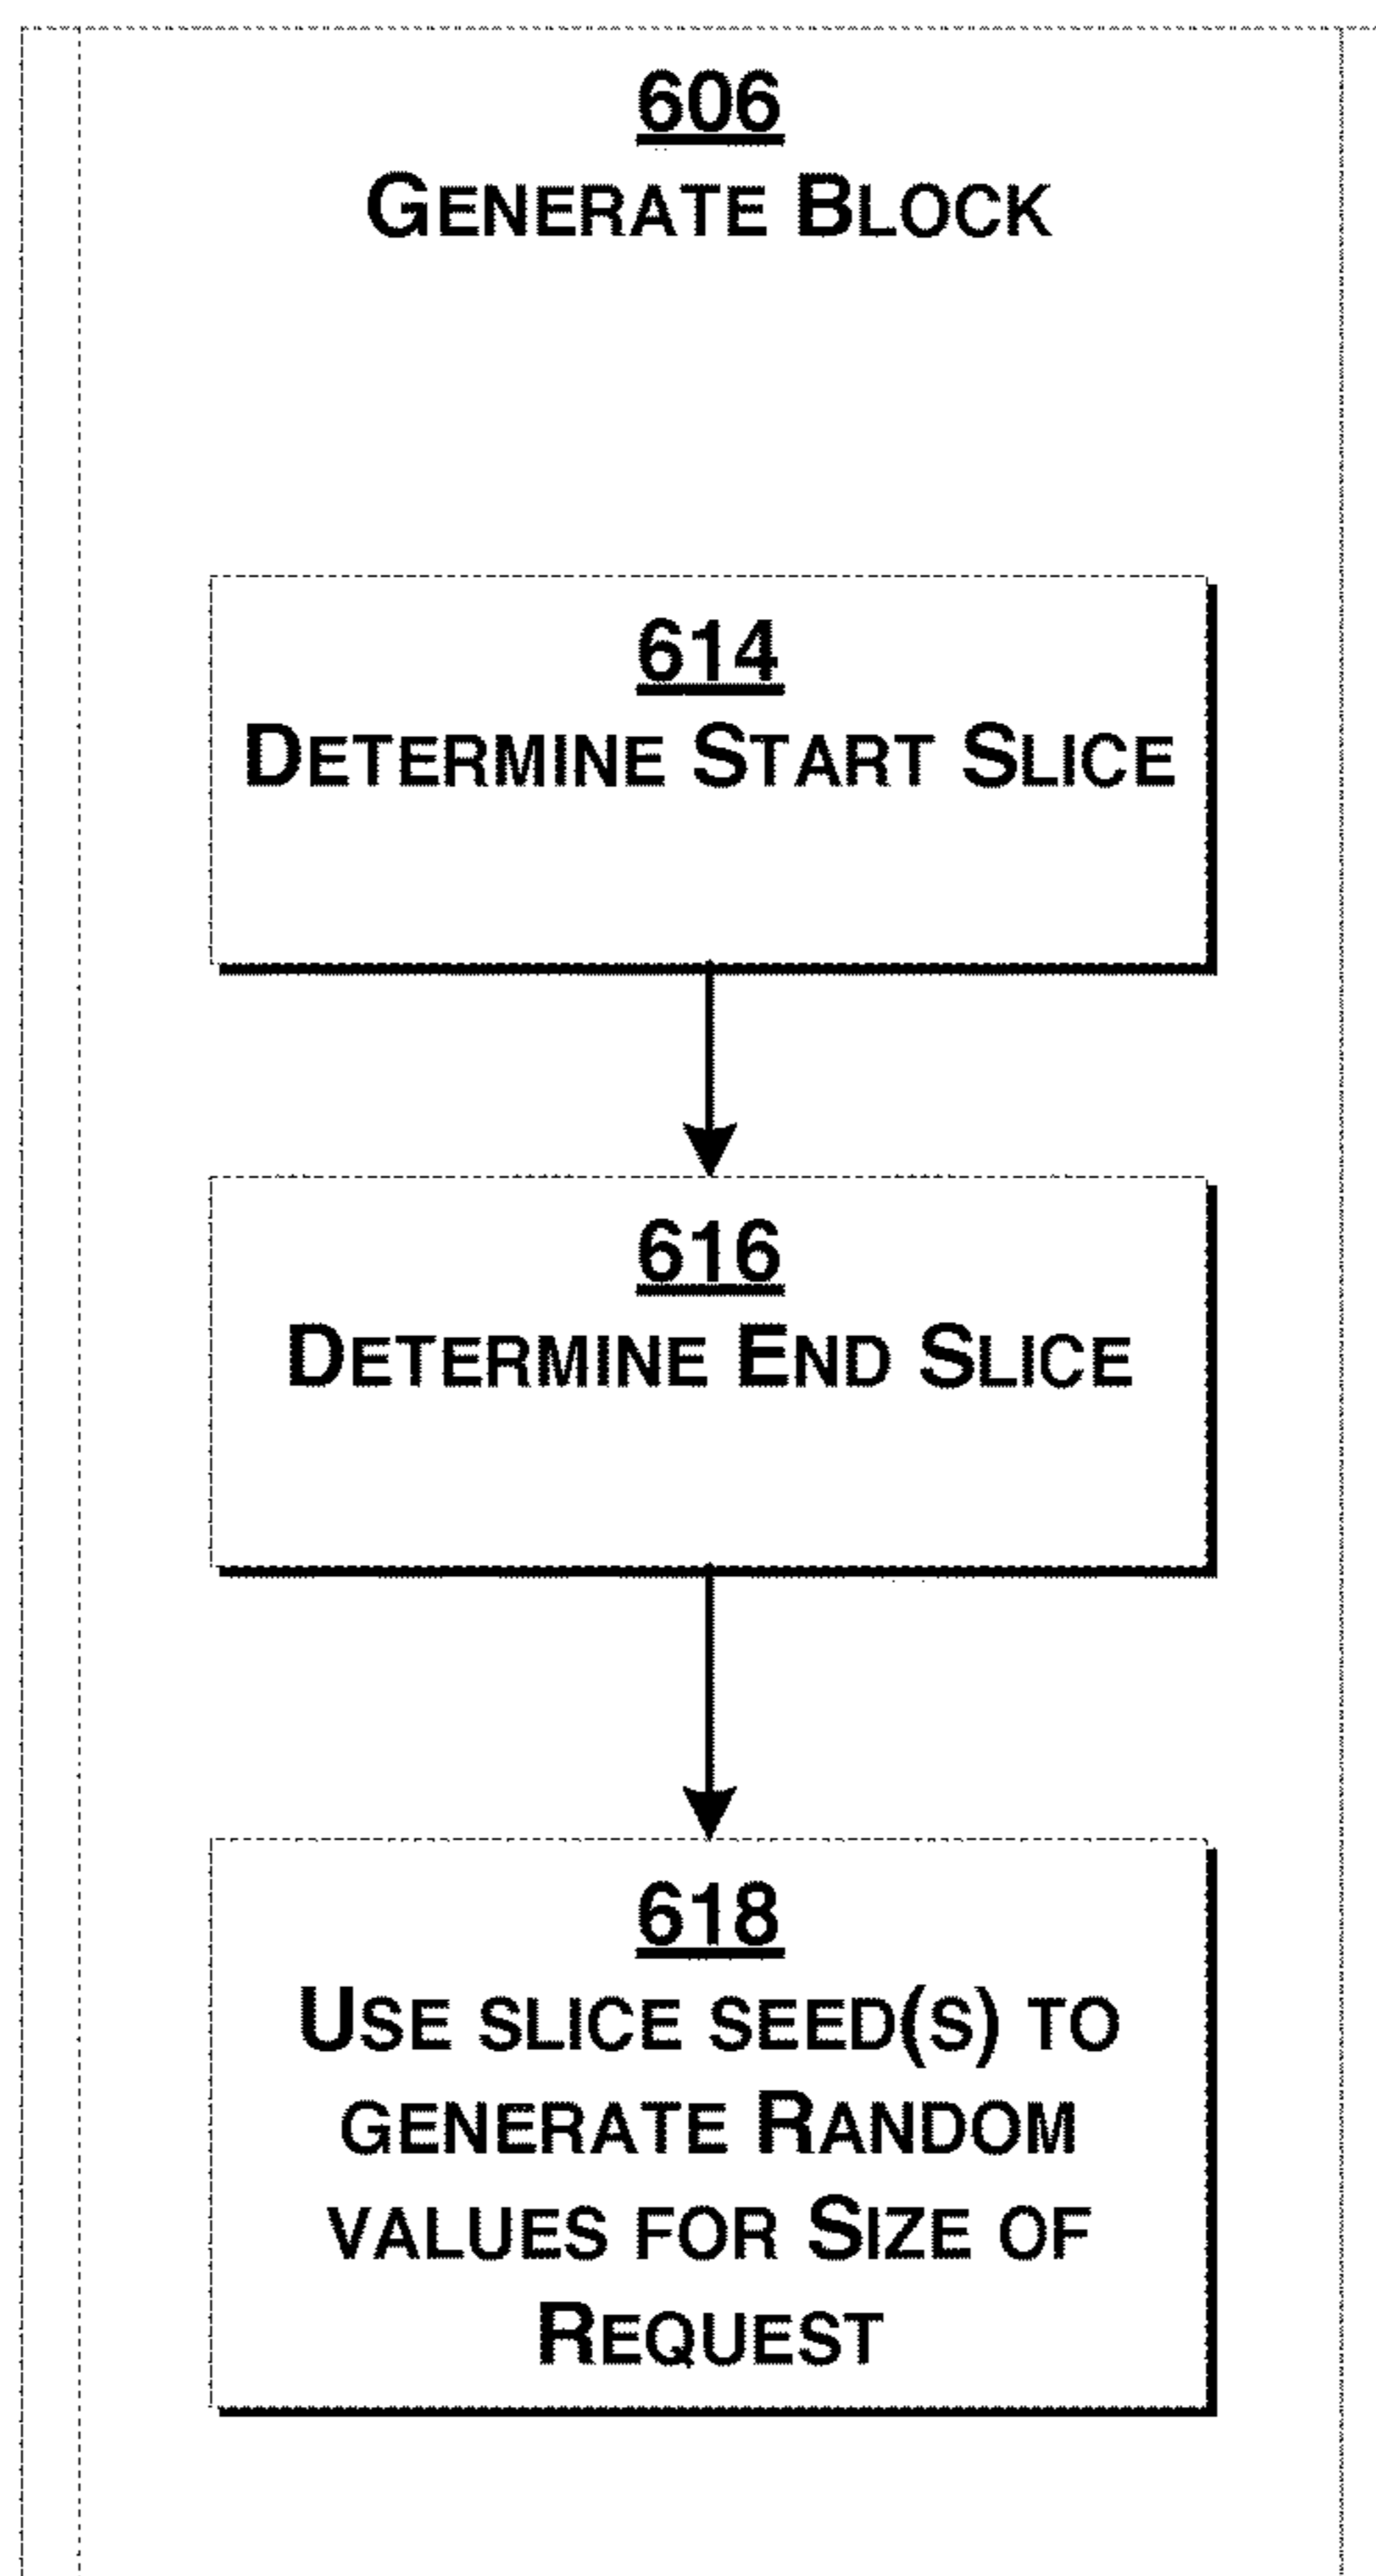 606
GENERATE BLOCK
614
DETERMINE START SLICE
616
DETERMINE END SLICE
618
USE SLICE SEED(S) TO
GENERATE RANDOM
VALUES FOR SIZE OF
REQUEST